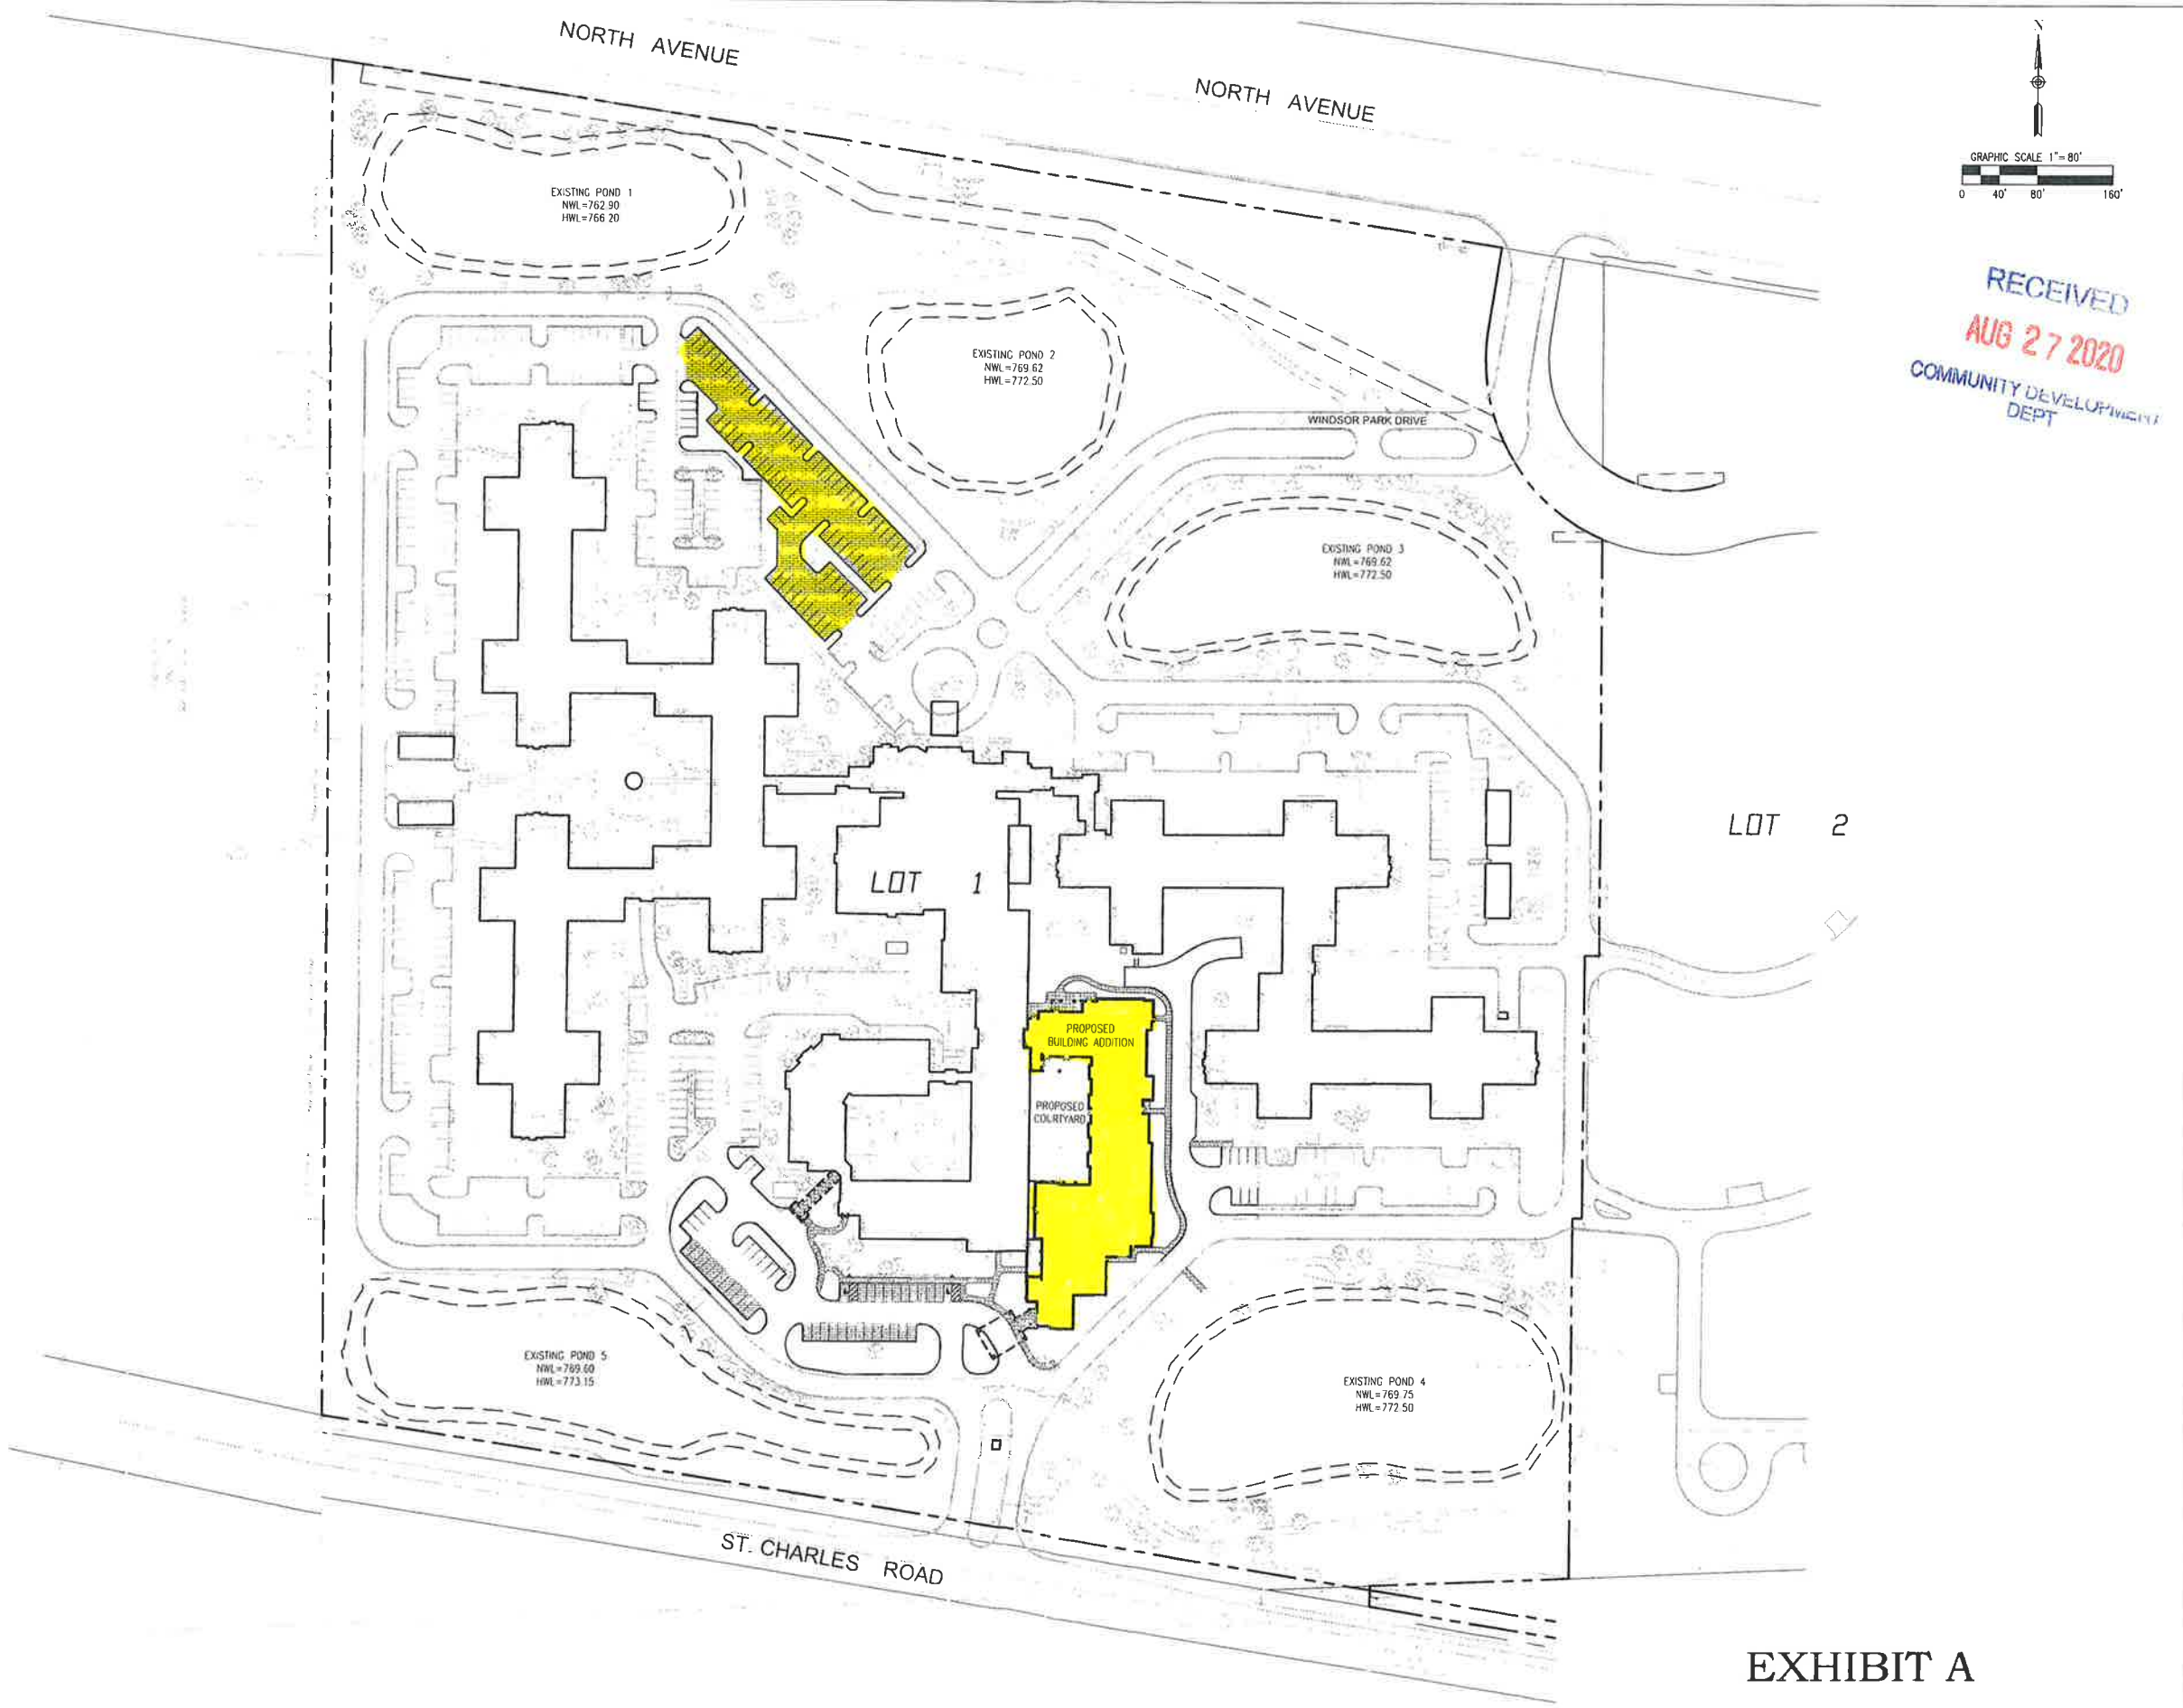 NORTH AVENUE
NORTH AVENUE
N
GRAPHIC SCALE 1"=80'
0 40' 80' 160'
RECEIVED
AUG 27 2020
COMMUNITY DEVELOPMENT
DEPT
EXISTING POND 1
NWL=762.90
HWL=766 20
EXISTING POND 2
NWL=769 62
HWL=772.50
WINDSOR PARK DRIVE
EXISTING POND 3
NWL=769.62
HWL=772.50
LOT 2
LOT 1
PROPOSED
BUILDING ADDITION
PROPOSED
COURTYARD
EXISTING POND 5
NWL=769.60
HWL=773.15
EXISTING POND 4
NWL=769 75
HWL=772 50
ST. CHARLES ROAD
EXHIBIT A